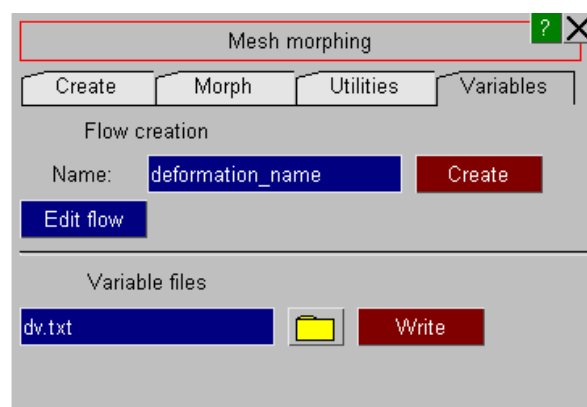 Mesh morphing ? X
Create Morph Utilities Variables
Flow creation
Name: deformation_name Create
Edit flow
Variable files
dv.txt Write